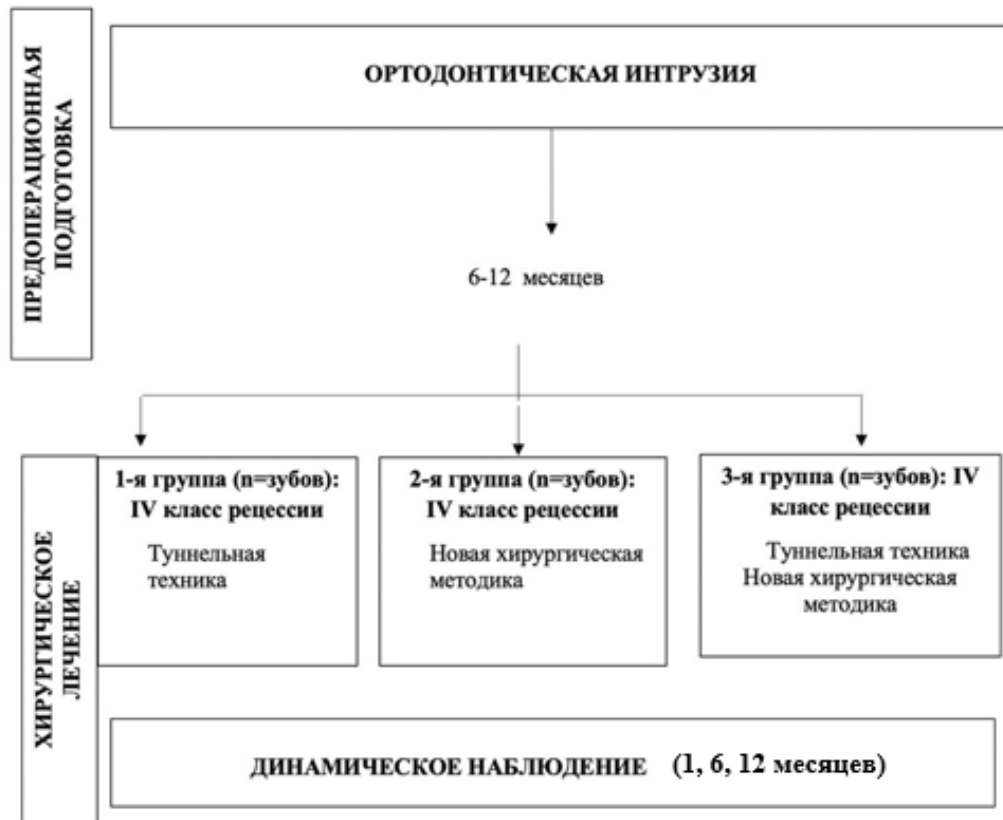 ПРЕДОПЕРАЦИОННАЯ
ПОДГОТОВКА
ОРТОДОНТИЧЕСКАЯ ИНТРУЗИЯ
6-12 месяцев
ХИРУРГИЧЕСКОЕ
ЛЕЧЕНИЕ
1-я группа (n=зубов):
IV класс рецессии
Туннельная
техника
2-я группа (n=зубов):
IV класс рецессии
Новая хирургическая
методика
3-я группа (n=зубов): IV
класс рецессии
Туннельная техника
Новая хирургическая
методика
ДИНАМИЧЕСКОЕ НАБЛЮДЕНИЕ (1, 6, 12 месяцев)